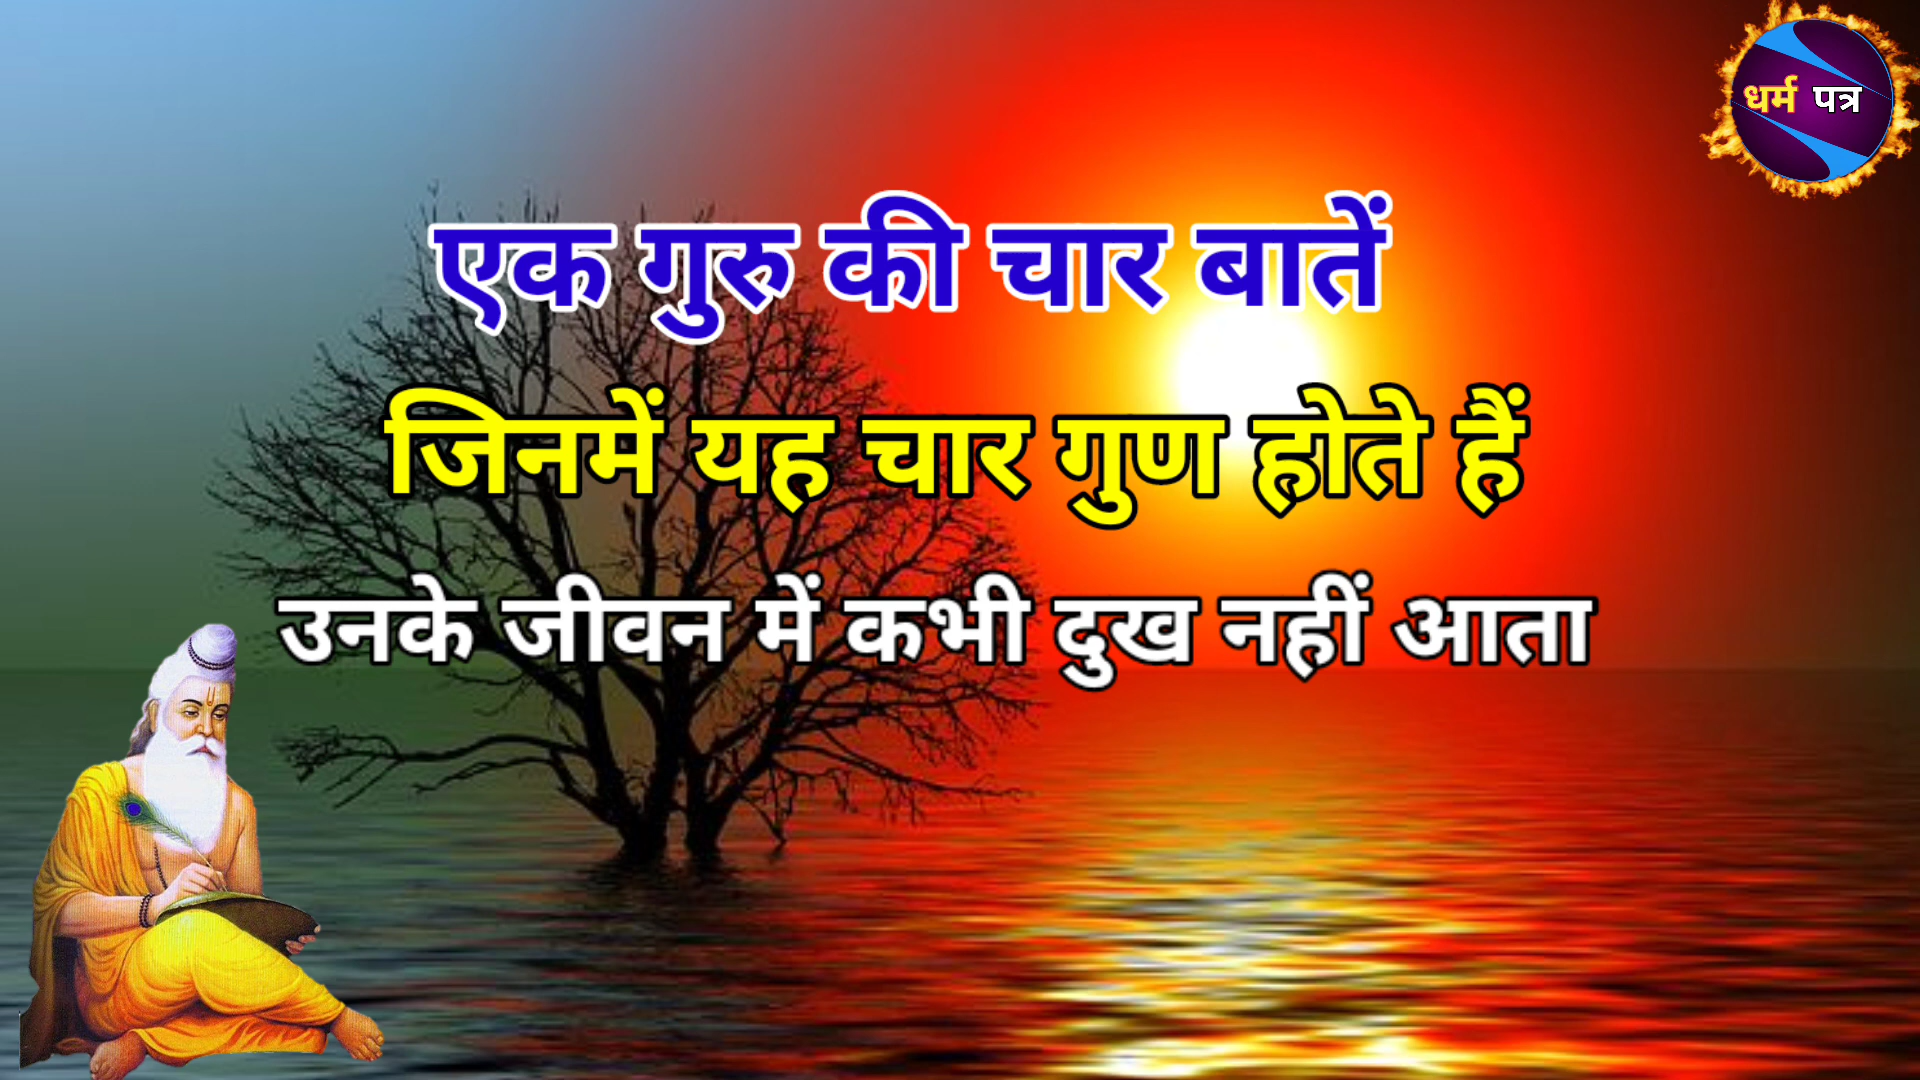 धर्म पत्र
एक गुरु की चार बातें
जिनमें यह चार गुण होते हैं
उनके जीवन में कभी दुख नहीं आता